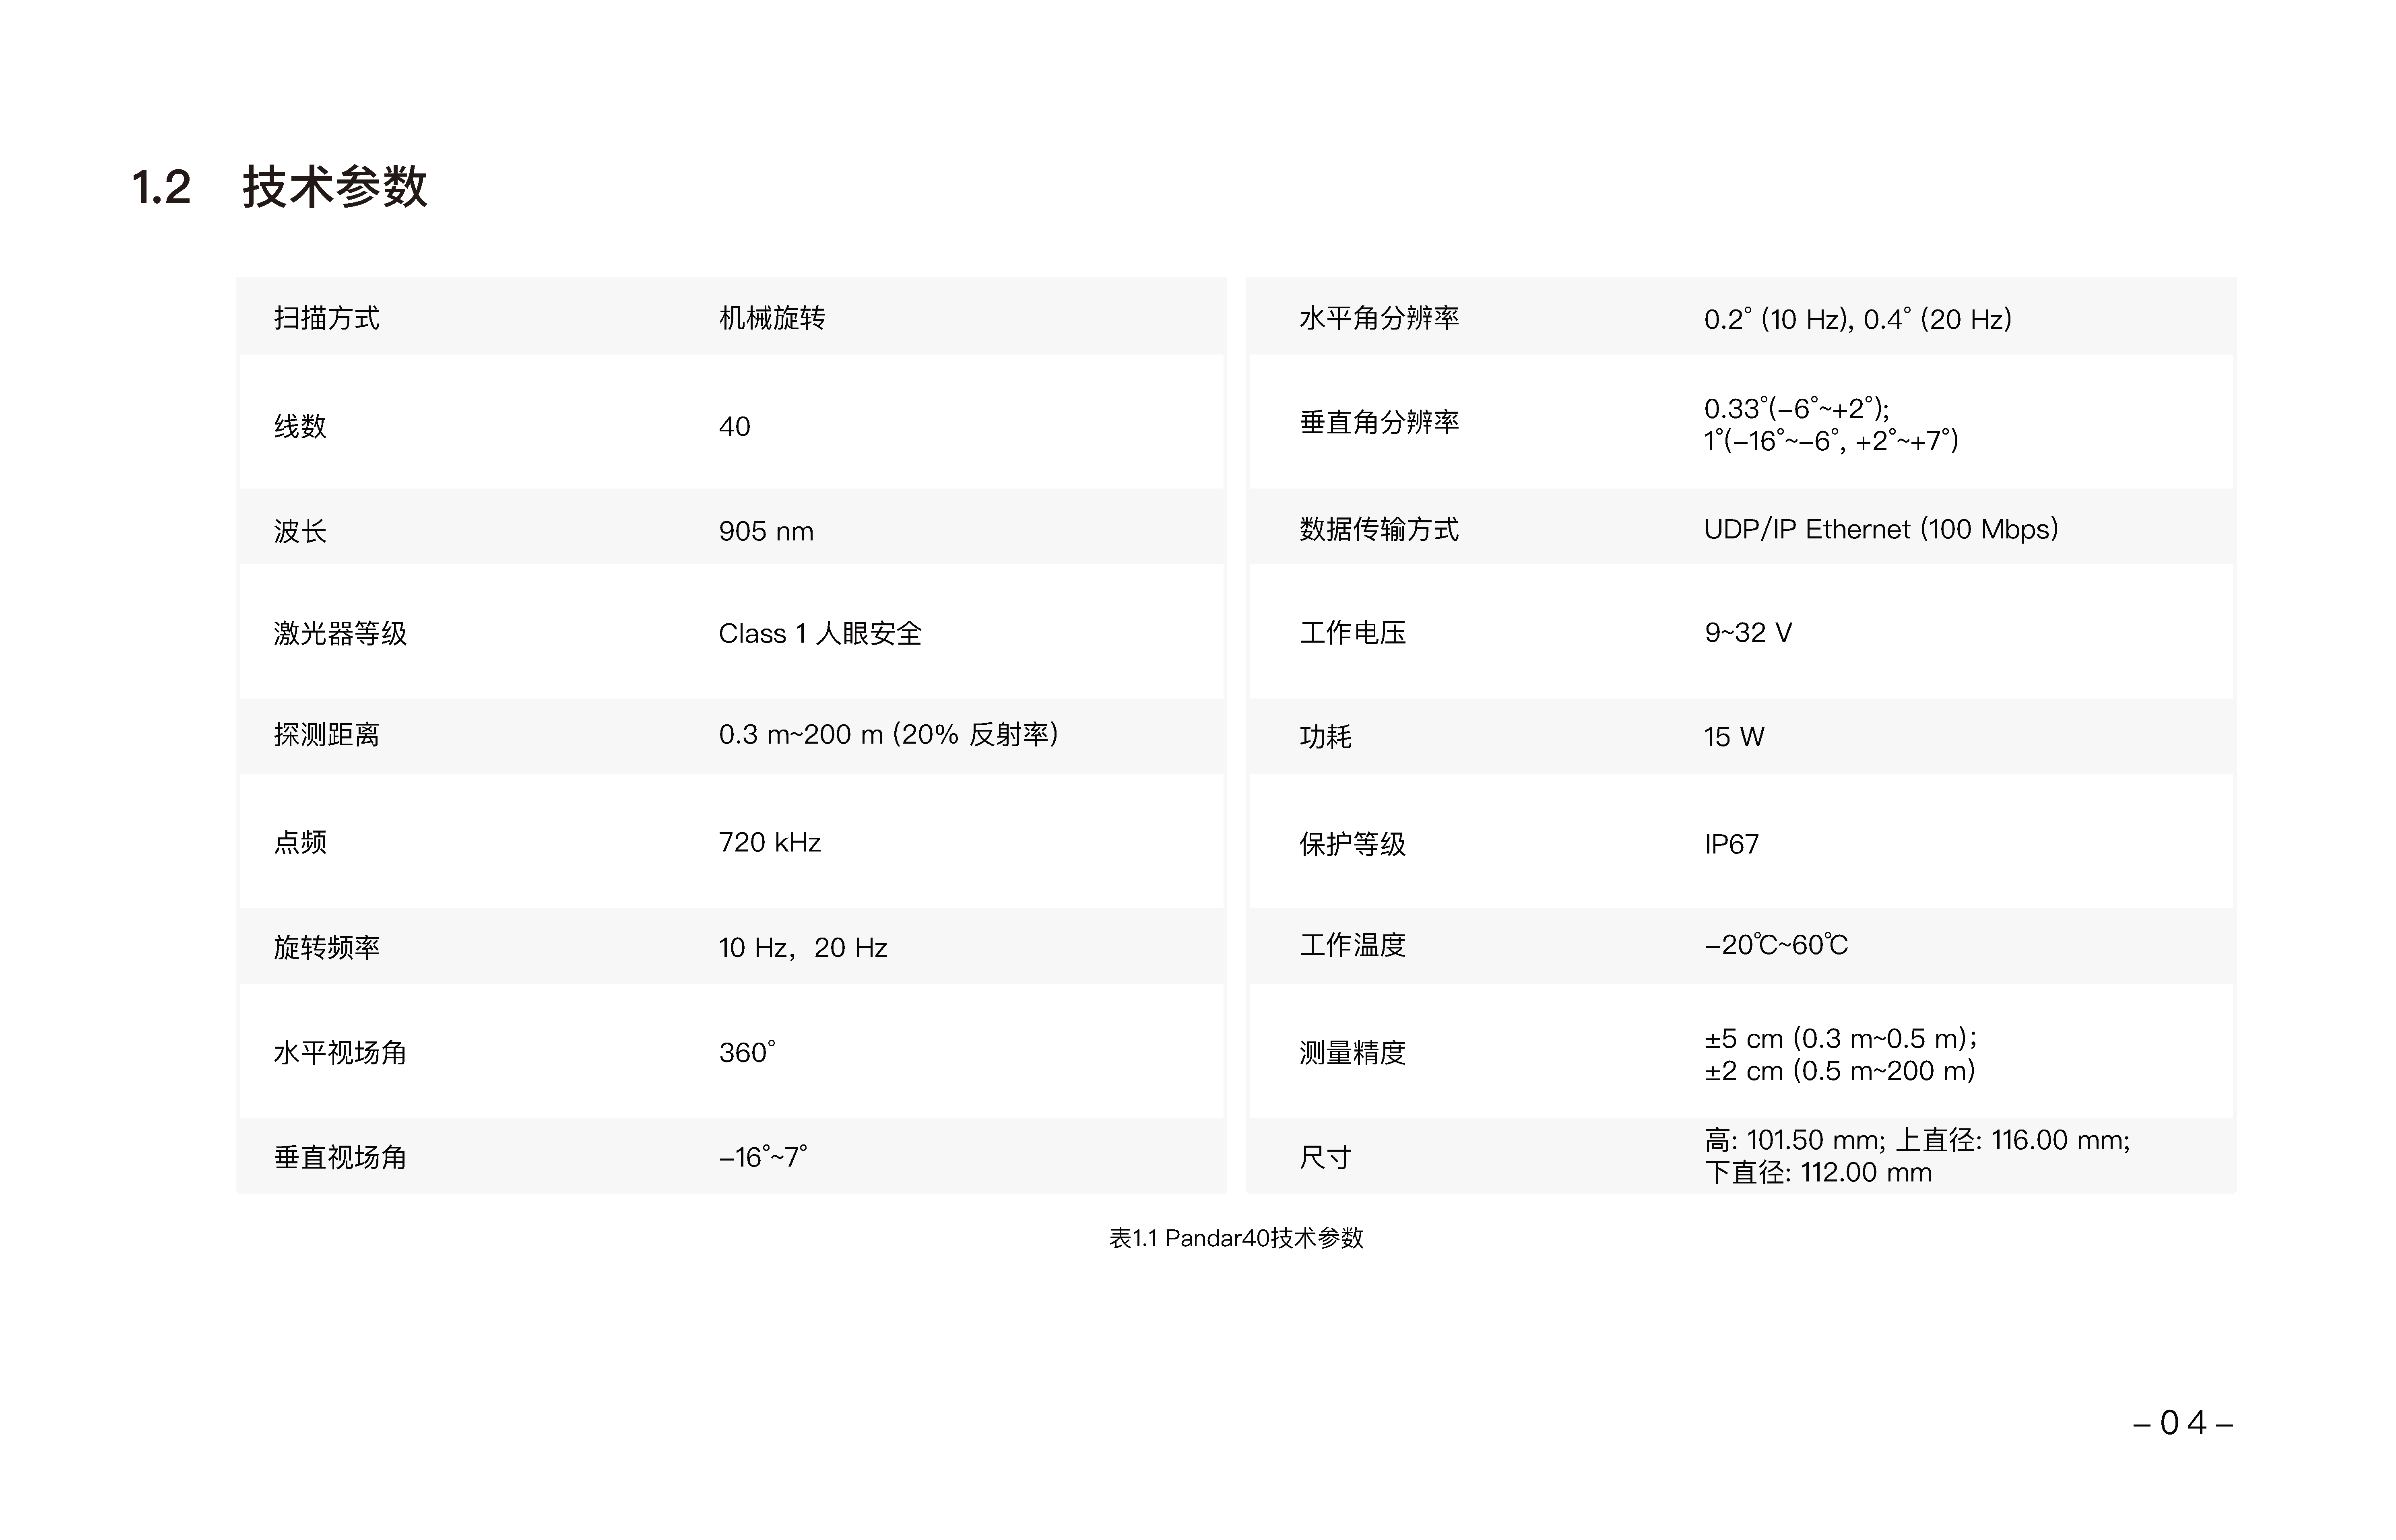 1.2 技术参数
扫描方式 机械旋转
线数 40
波长 905 nm
激光器等级 Class 1 人眼安全
探测距离 0.3 m~200 m (20% 反射率)
点频 720 kHz
旋转频率 10 Hz，20 Hz
水平视场角 360°
垂直视场角 –16°~7°
水平角分辨率 0.2° (10 Hz), 0.4° (20 Hz)
垂直角分辨率 0.33°(–6°~+2°);
1°(–16°~–6°, +2°~+7°)
数据传输方式 UDP/IP Ethernet (100 Mbps)
工作电压 9~32 V
功耗 15 W
保护等级 IP67
工作温度 –20℃~60℃
测量精度 ±5 cm (0.3 m~0.5 m);
±2 cm (0.5 m~200 m)
尺寸 高: 101.50 mm; 上直径: 116.00 mm;
下直径: 112.00 mm
表1.1 Pandar40技术参数
– 0 4 –